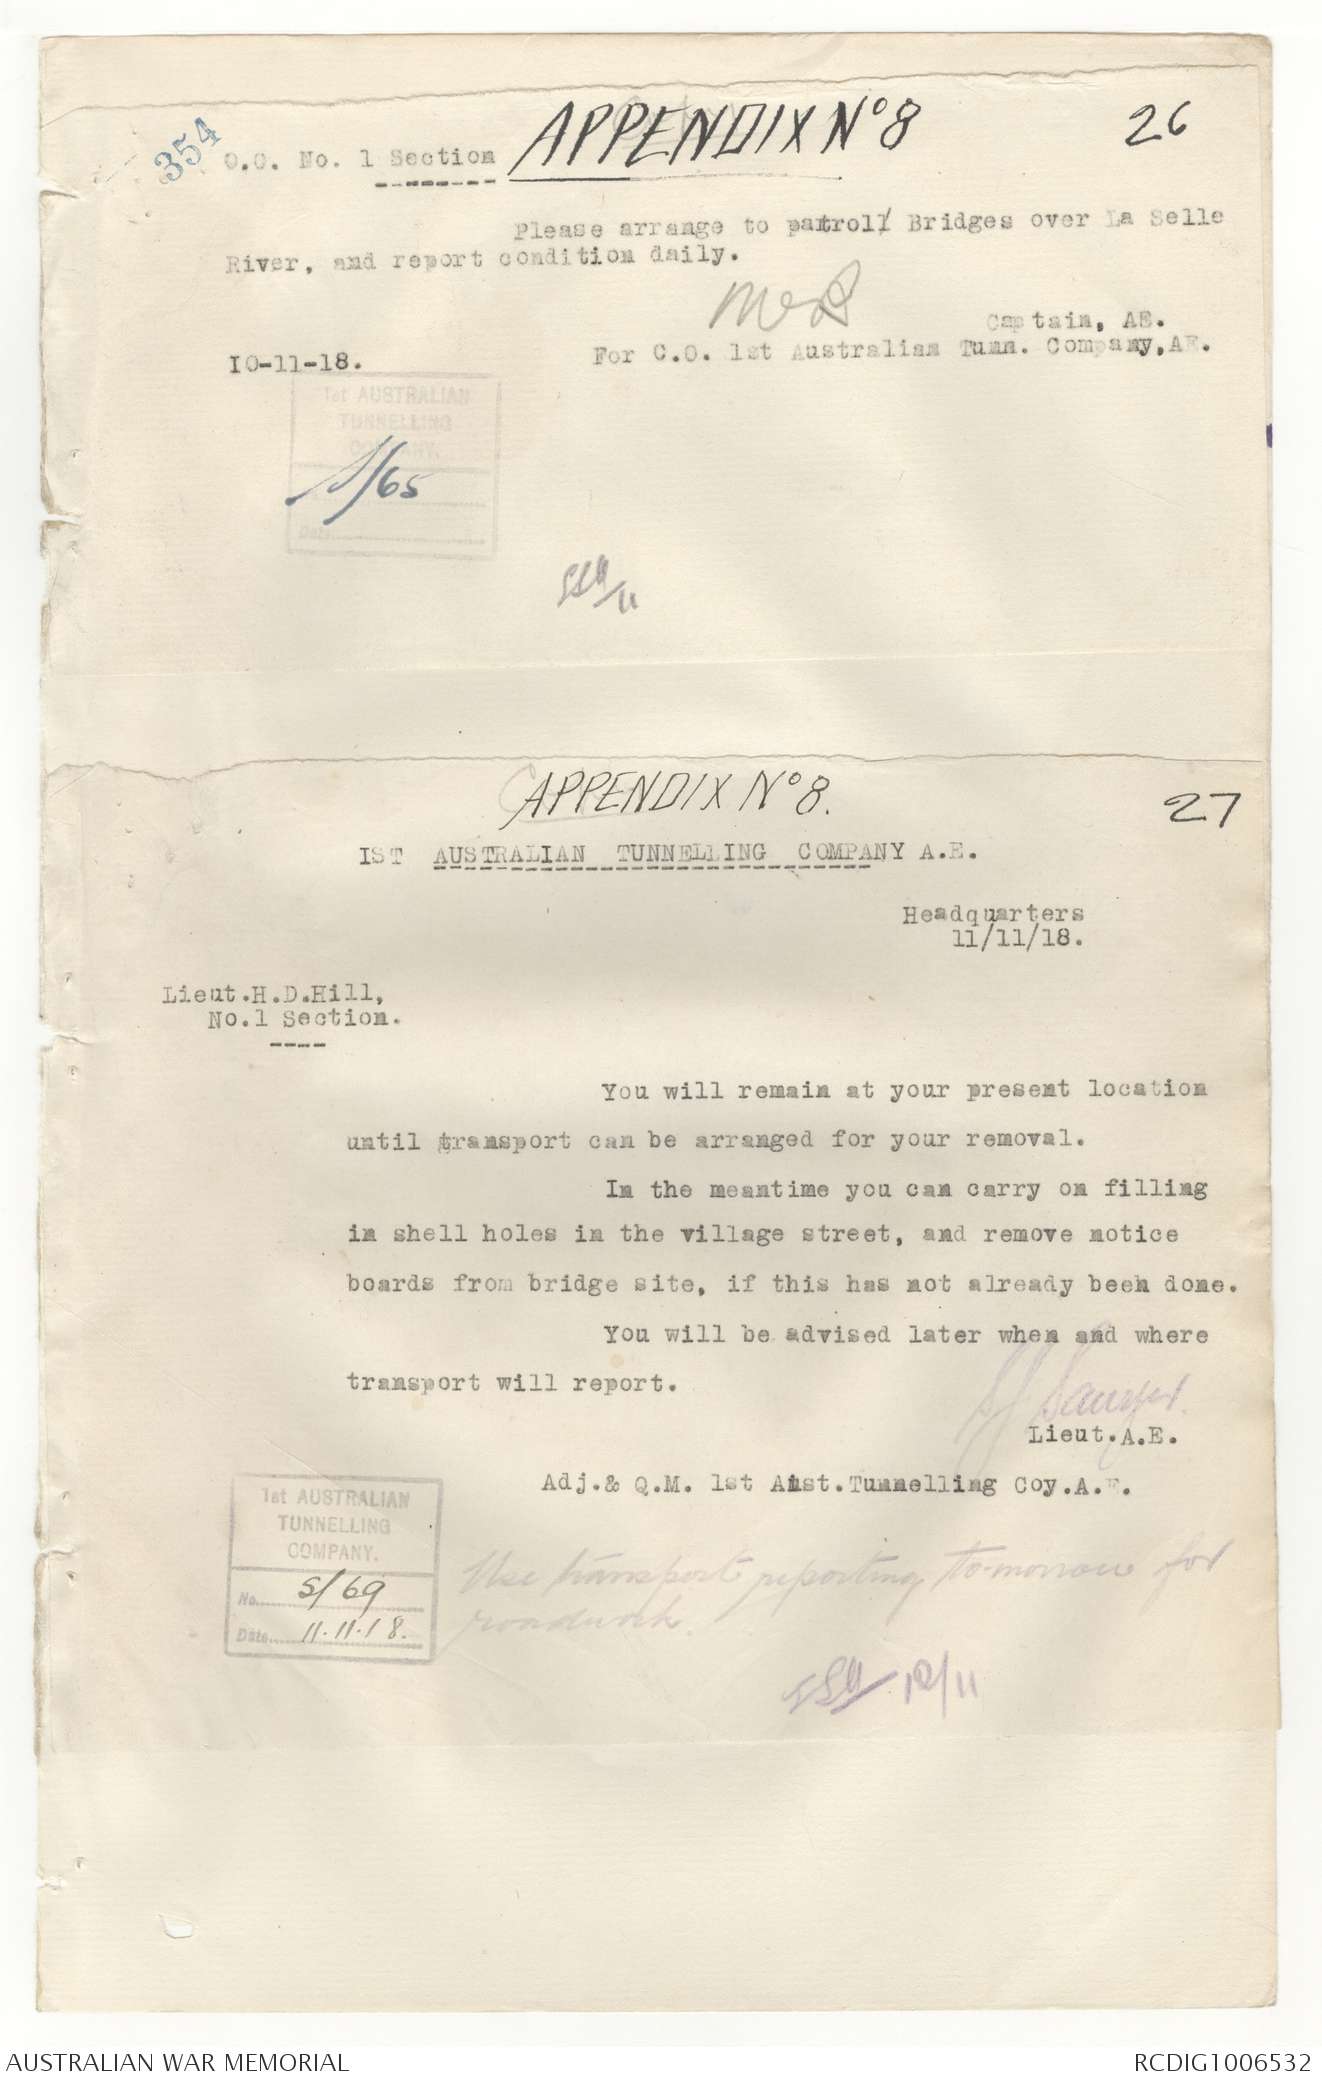 354
APPENDIX No 8
26
O.O. No. 1 Section
Please arrange to patrol Bridges over La Selle
River, and report condition daily.
Captain, AE.
For C.O. 1st Australian Tunn. Company, AE.
10-11-18.
1st AUSTRALIAN
TUNNELLING
COMPANY.
S/65
Date
APPENDIX No 8.
27
1ST AUSTRALIAN TUNNELLING COMPANY A.E.
Headquarters
11/11/18.
Lieut.H.D.Hill,
No.1 Section.
You will remain at your present location
until transport can be arranged for your removal.
In the meantime you can carry on filling
in shell holes in the village street, and remove notice
boards from bridge site, if this has not already been done.
You will be advised later when and where
transport will report.
Lieut.A.E.
Adj.& Q.M. 1st Aust.Tunnelling Coy.A.E.
1st AUSTRALIAN
TUNNELLING
COMPANY.
No. S/69
Date 11.11.18.
Use transport reporting to-morrow for
roadwork.
12/11
AUSTRALIAN WAR MEMORIAL
RCDIG1006532